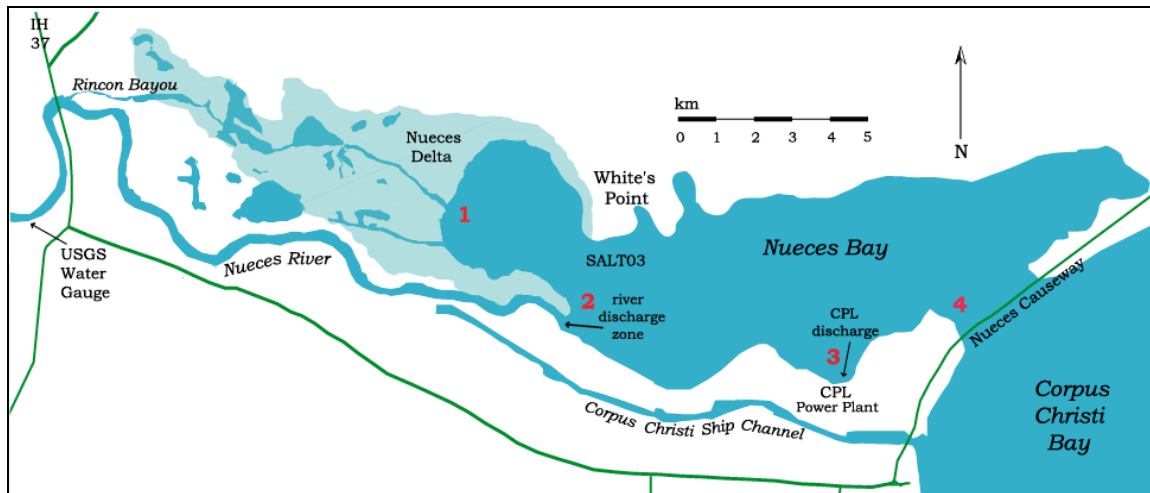 IH
37
Rincon Bayou
km
0 1 2 3 4 5
N
Nueces
Delta
White's
Point
1
SALT03
Nueces Bay
USGS
Water
Gauge
Nueces River
2
river
discharge
zone
4
CPL
discharge
3
Nueces Causeway
CPL
Power Plant
Corpus Christi Ship Channel
Corpus
Christi
Bay